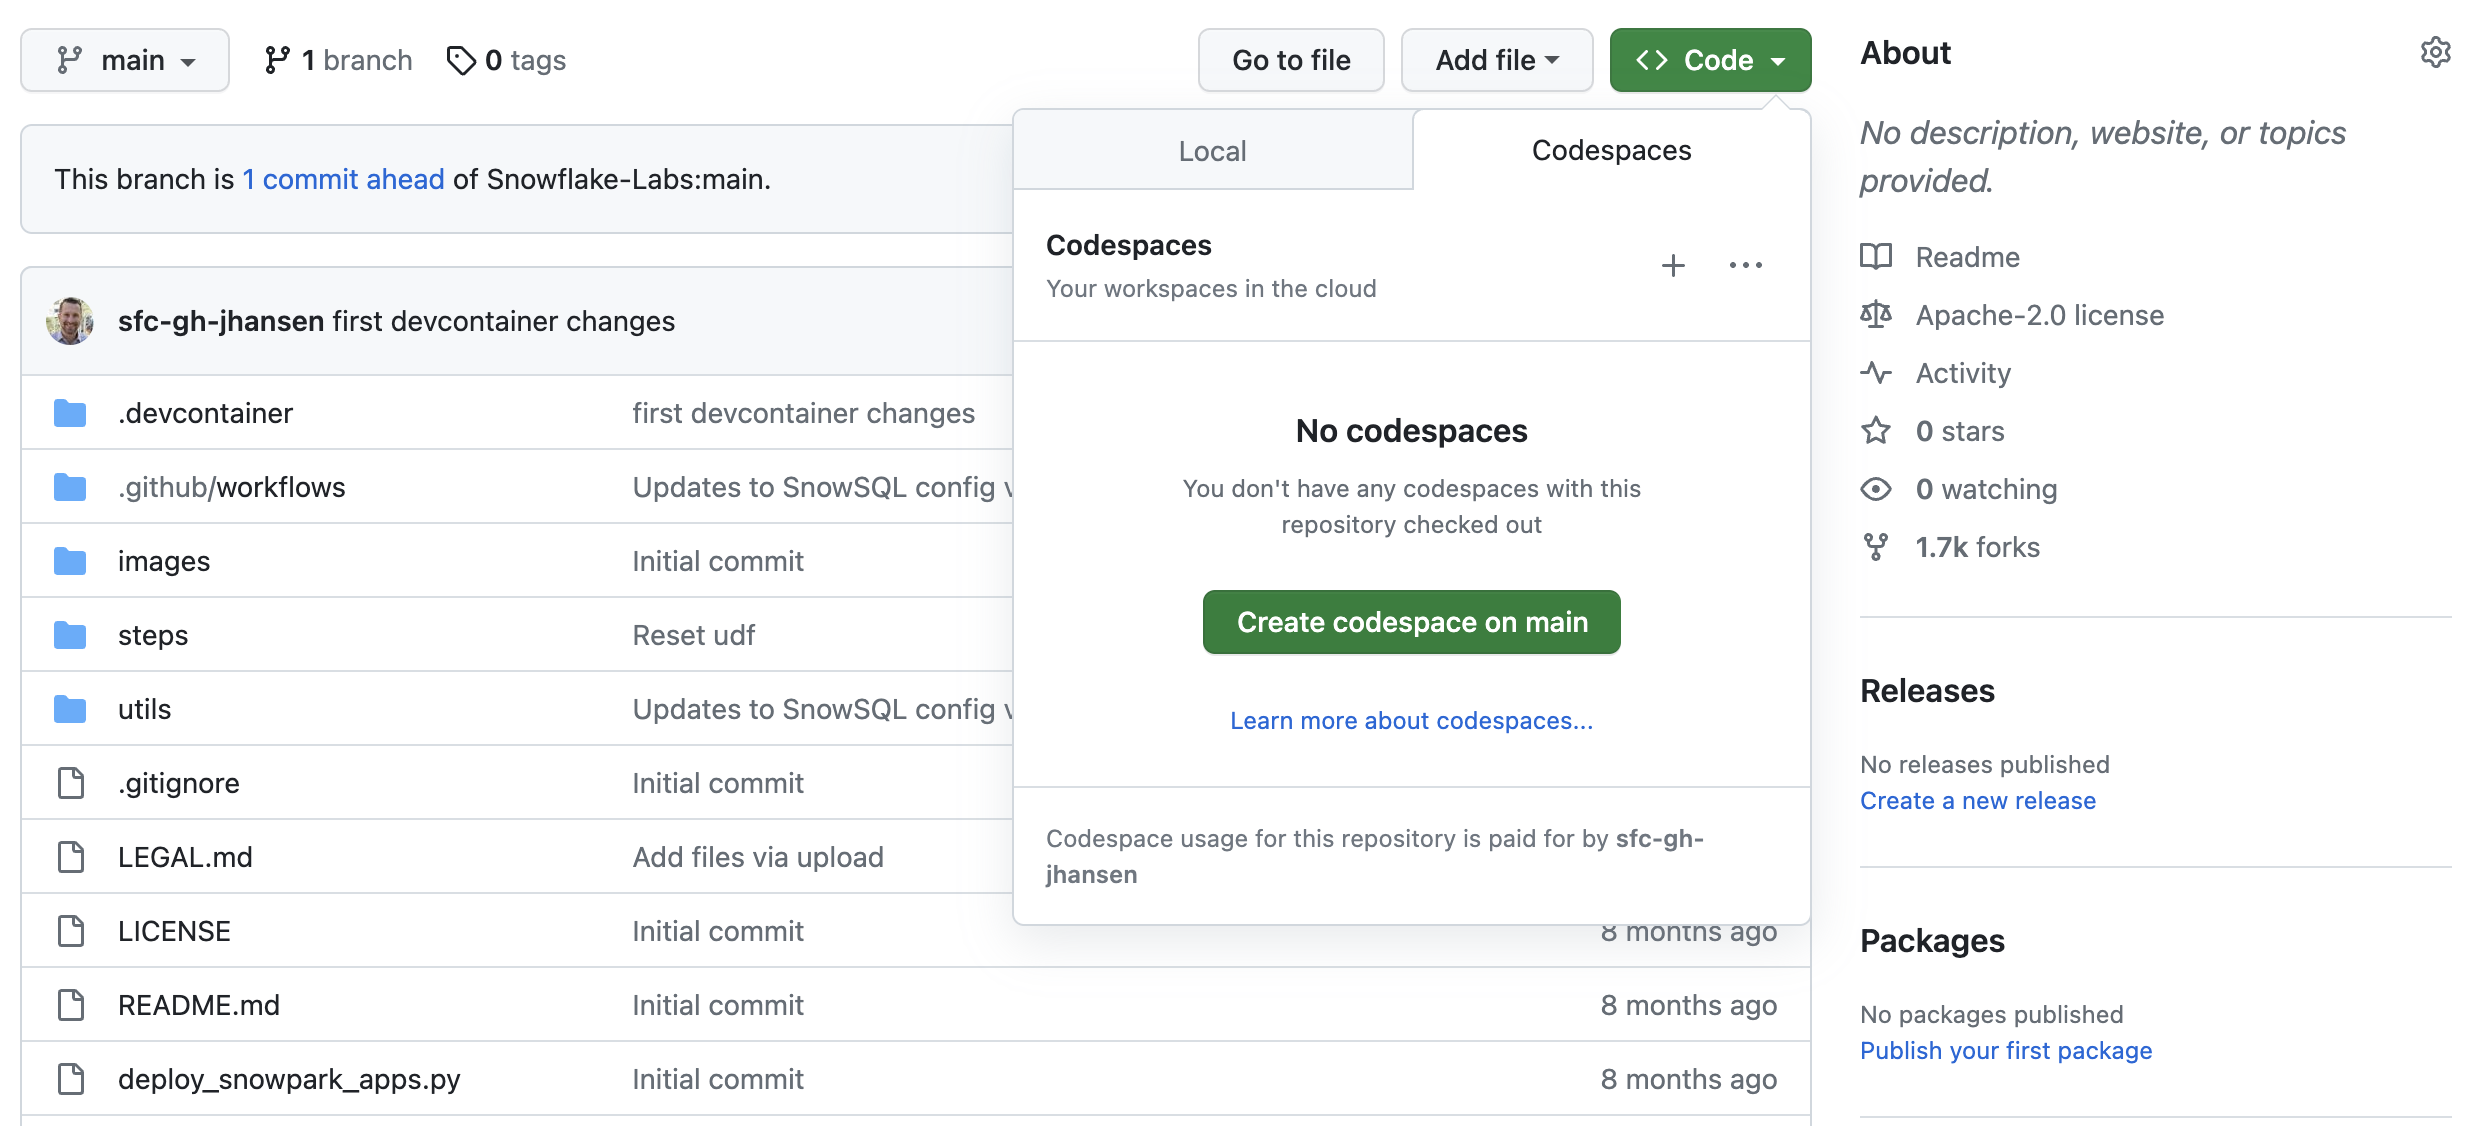 main
1 branch
0 tags
Go to file
Add file
Code
This branch is 1 commit ahead of Snowflake-Labs:main.
sfc-gh-jhansen first devcontainer changes
.devcontainer first devcontainer changes
.github/workflows Updates to SnowSQL config
images Initial commit
steps Reset udf
utils Updates to SnowSQL config
.gitignore Initial commit
LEGAL.md Add files via upload
LICENSE Initial commit 8 months ago
README.md Initial commit 8 months ago
deploy_snowpark_apps.py Initial commit 8 months ago
Local
Codespaces
Codespaces
Your workspaces in the cloud
No codespaces
You don't have any codespaces with this
repository checked out
Create codespace on main
Learn more about codespaces...
Codespace usage for this repository is paid for by sfc-gh-
jhansen
About
No description, website, or topics
provided.
Readme
Apache-2.0 license
Activity
0 stars
0 watching
1.7k forks
Releases
No releases published
Create a new release
Packages
No packages published
Publish your first package